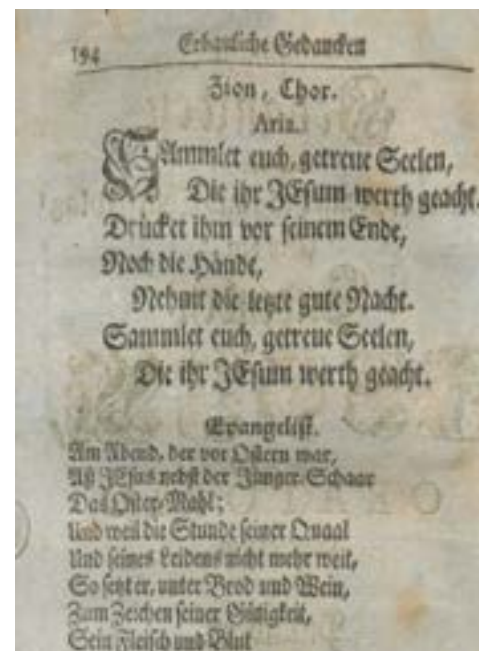 194 Erbauliche Gedancken
Zion, Chor.
Aria.
SAmmlet euch, getreue Seelen,
Die ihr JEsum werth geacht.
Drücket ihm vor seinem Ende,
Noch die Hände,
Nehmt die letzte gute Nacht.
Sammlet euch, getreue Seelen,
Die ihr JEsum werth geacht.
Evangelist.
Am Abend, der vor Ostern war,
Aß JEsus nebst der Jünger-Schaar
Das Oster-Mahl;
Und weil die Stunde seiner Quaal
Und seines Leidens nicht mehr weit,
So setzt er, unter Brod und Wein,
Zum Zeichen seiner Gütigkeit,
Sein Fleisch und Blut